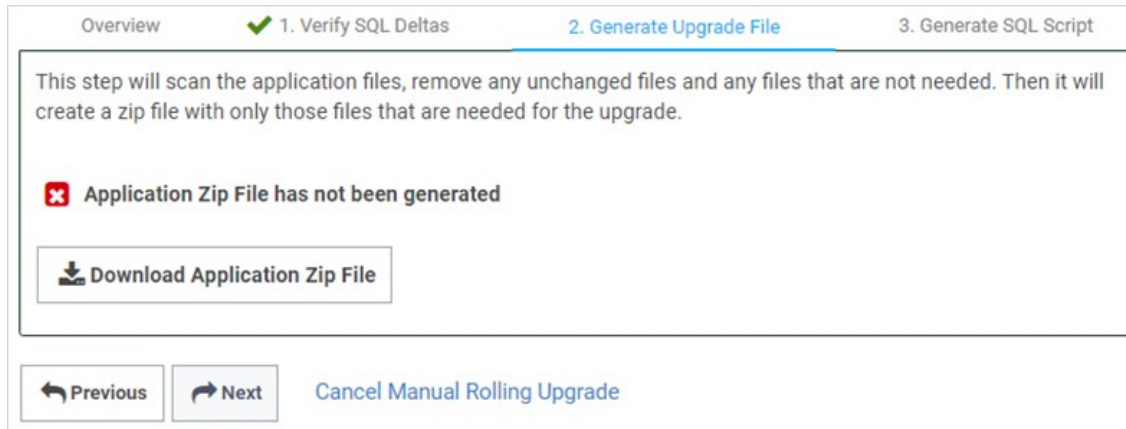 Overview 1. Verify SQL Deltas 2. Generate Upgrade File 3. Generate SQL Script
This step will scan the application files, remove any unchanged files and any files that are not needed. Then it will
create a zip file with only those files that are needed for the upgrade.
Application Zip File has not been generated
Download Application Zip File
Previous Next Cancel Manual Rolling Upgrade